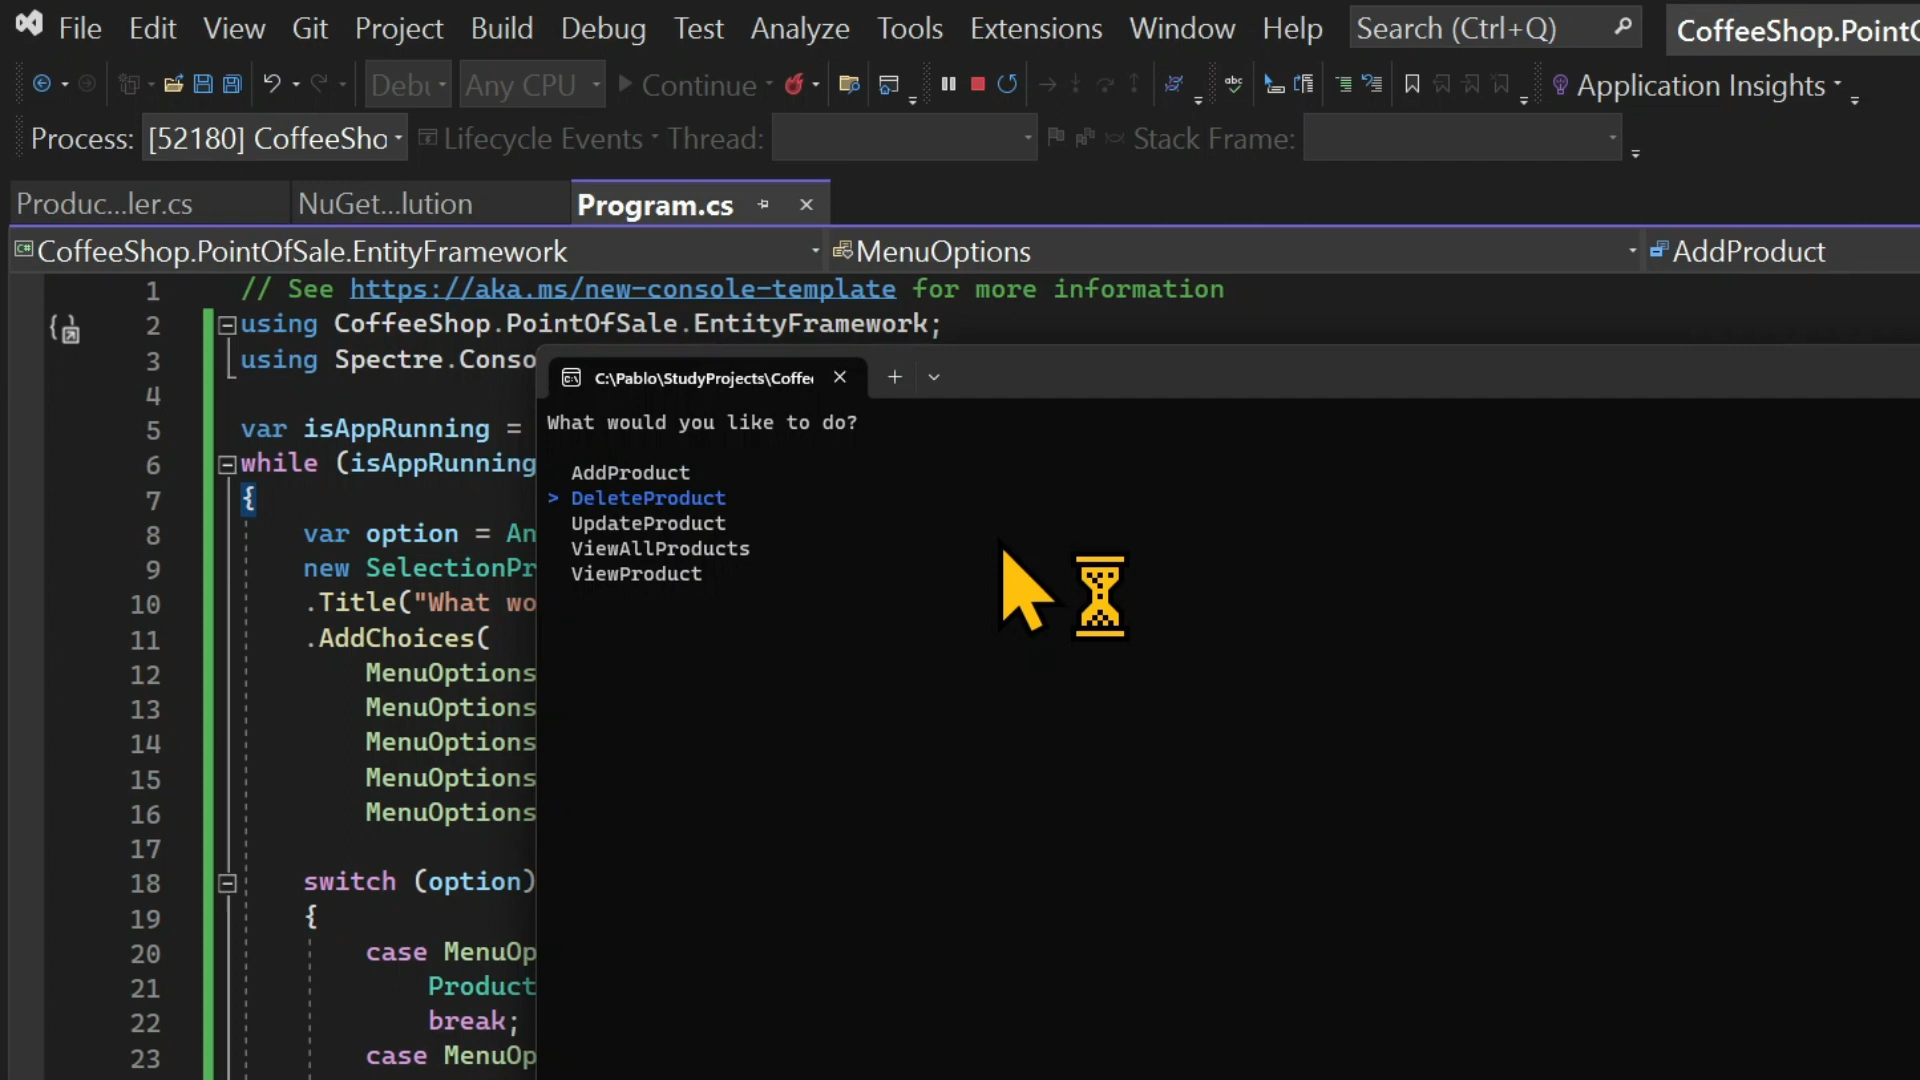 File Edit View Git Project Build Debug Test Analyze Tools Extensions Window Help Search (Ctrl+Q) CoffeeShop.PointO
Debu Any CPU Continue abc Application Insights
Process: [52180] CoffeeSho Lifecycle Events Thread: Stack Frame:
Produc...ler.cs NuGet...lution Program.cs
CoffeeShop.PointOfSale.EntityFramework MenuOptions AddProduct
1 // See https://aka.ms/new-console-template for more information
2 using CoffeeShop.PointOfSale.EntityFramework;
3 using Spectre.Conso
4
5 var isAppRunning =
6 while (isAppRunning
7 {
8 var option = An
9 new SelectionPr
10 .Title("What wo
11 .AddChoices(
12 MenuOptions
13 MenuOptions
14 MenuOptions
15 MenuOptions
16 MenuOptions
17
18 switch (option)
19 {
20 case MenuOp
21 Product
22 break;
23 case MenuOp
C:\Pablo\StudyProjects\Coffe
What would you like to do?
AddProduct
> DeleteProduct
UpdateProduct
ViewAllProducts
ViewProduct